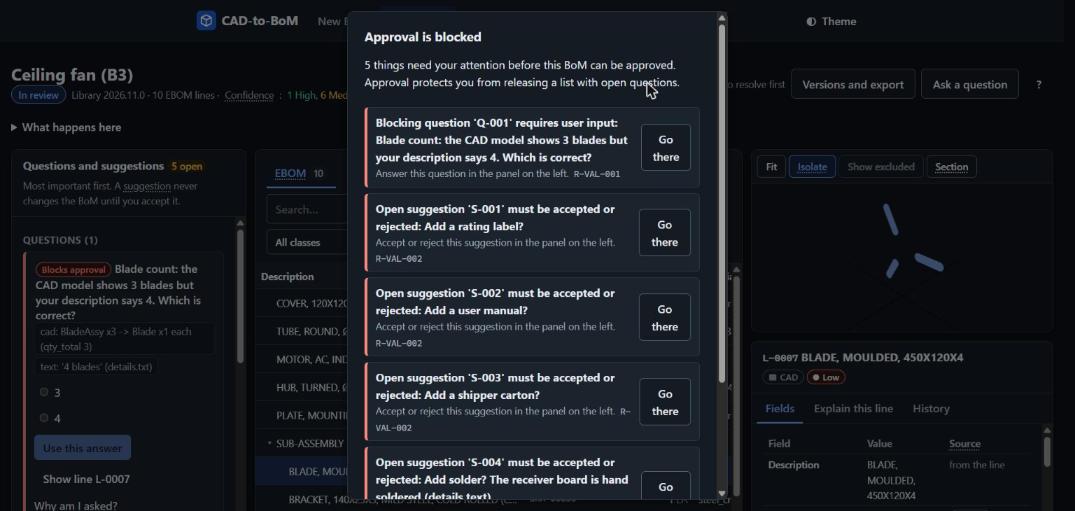 CAD-to-BoM
New
Theme
Ceiling fan (B3)
In review Library 2026.11.0 · 10 EBOM lines · Confidence : 1 High, 6
o resolve first
Versions and export
Ask a question
?
▶ What happens here
Questions and suggestions 5 open
Most important first. A suggestion never
changes the BoM until you accept it.
QUESTIONS (1)
Blocks approval Blade count: the
CAD model shows 3 blades but
your description says 4. Which is
correct?
cad: BladeAssy x3 -> Blade x1 each
(qty_total 3)
text: '4 blades' (details.txt)
3
4
Use this answer
Show line L-0007
Why am I asked?
EBOM 10
Search...
All classes
Description
COVER, 120X120
TUBE, ROUND,
MOTOR, AC, IND
HUB, TURNED,
PLATE, MOUNTI
SUB-ASSEMBLY
BLADE, MOU
Approval is blocked
5 things need your attention before this BoM can be approved.
Approval protects you from releasing a list with open questions.
Blocking question 'Q-001' requires user input:
Blade count: the CAD model shows 3 blades but
your description says 4. Which is correct?
Answer this question in the panel on the left. R-VAL-001
Go
there
Open suggestion 'S-001' must be accepted or
rejected: Add a rating label?
Accept or reject this suggestion in the panel on the left.
R-VAL-002
Go
there
Open suggestion 'S-002' must be accepted or
rejected: Add a user manual?
Accept or reject this suggestion in the panel on the left.
R-VAL-002
Go
there
Open suggestion 'S-003' must be accepted or
rejected: Add a shipper carton?
Accept or reject this suggestion in the panel on the left. R-
VAL-002
Go
there
Open suggestion 'S-004' must be accepted or
rejected: Add solder? The receiver board is hand
soldered (details.txt)
Go
Fit
Isolate
Show excluded
Section
L-0007 BLADE, MOULDED, 450X120X4
CAD
Low
Fields
Explain this line
History
Field Value Source
Description BLADE, from the line
MOULDED,
450X120X4